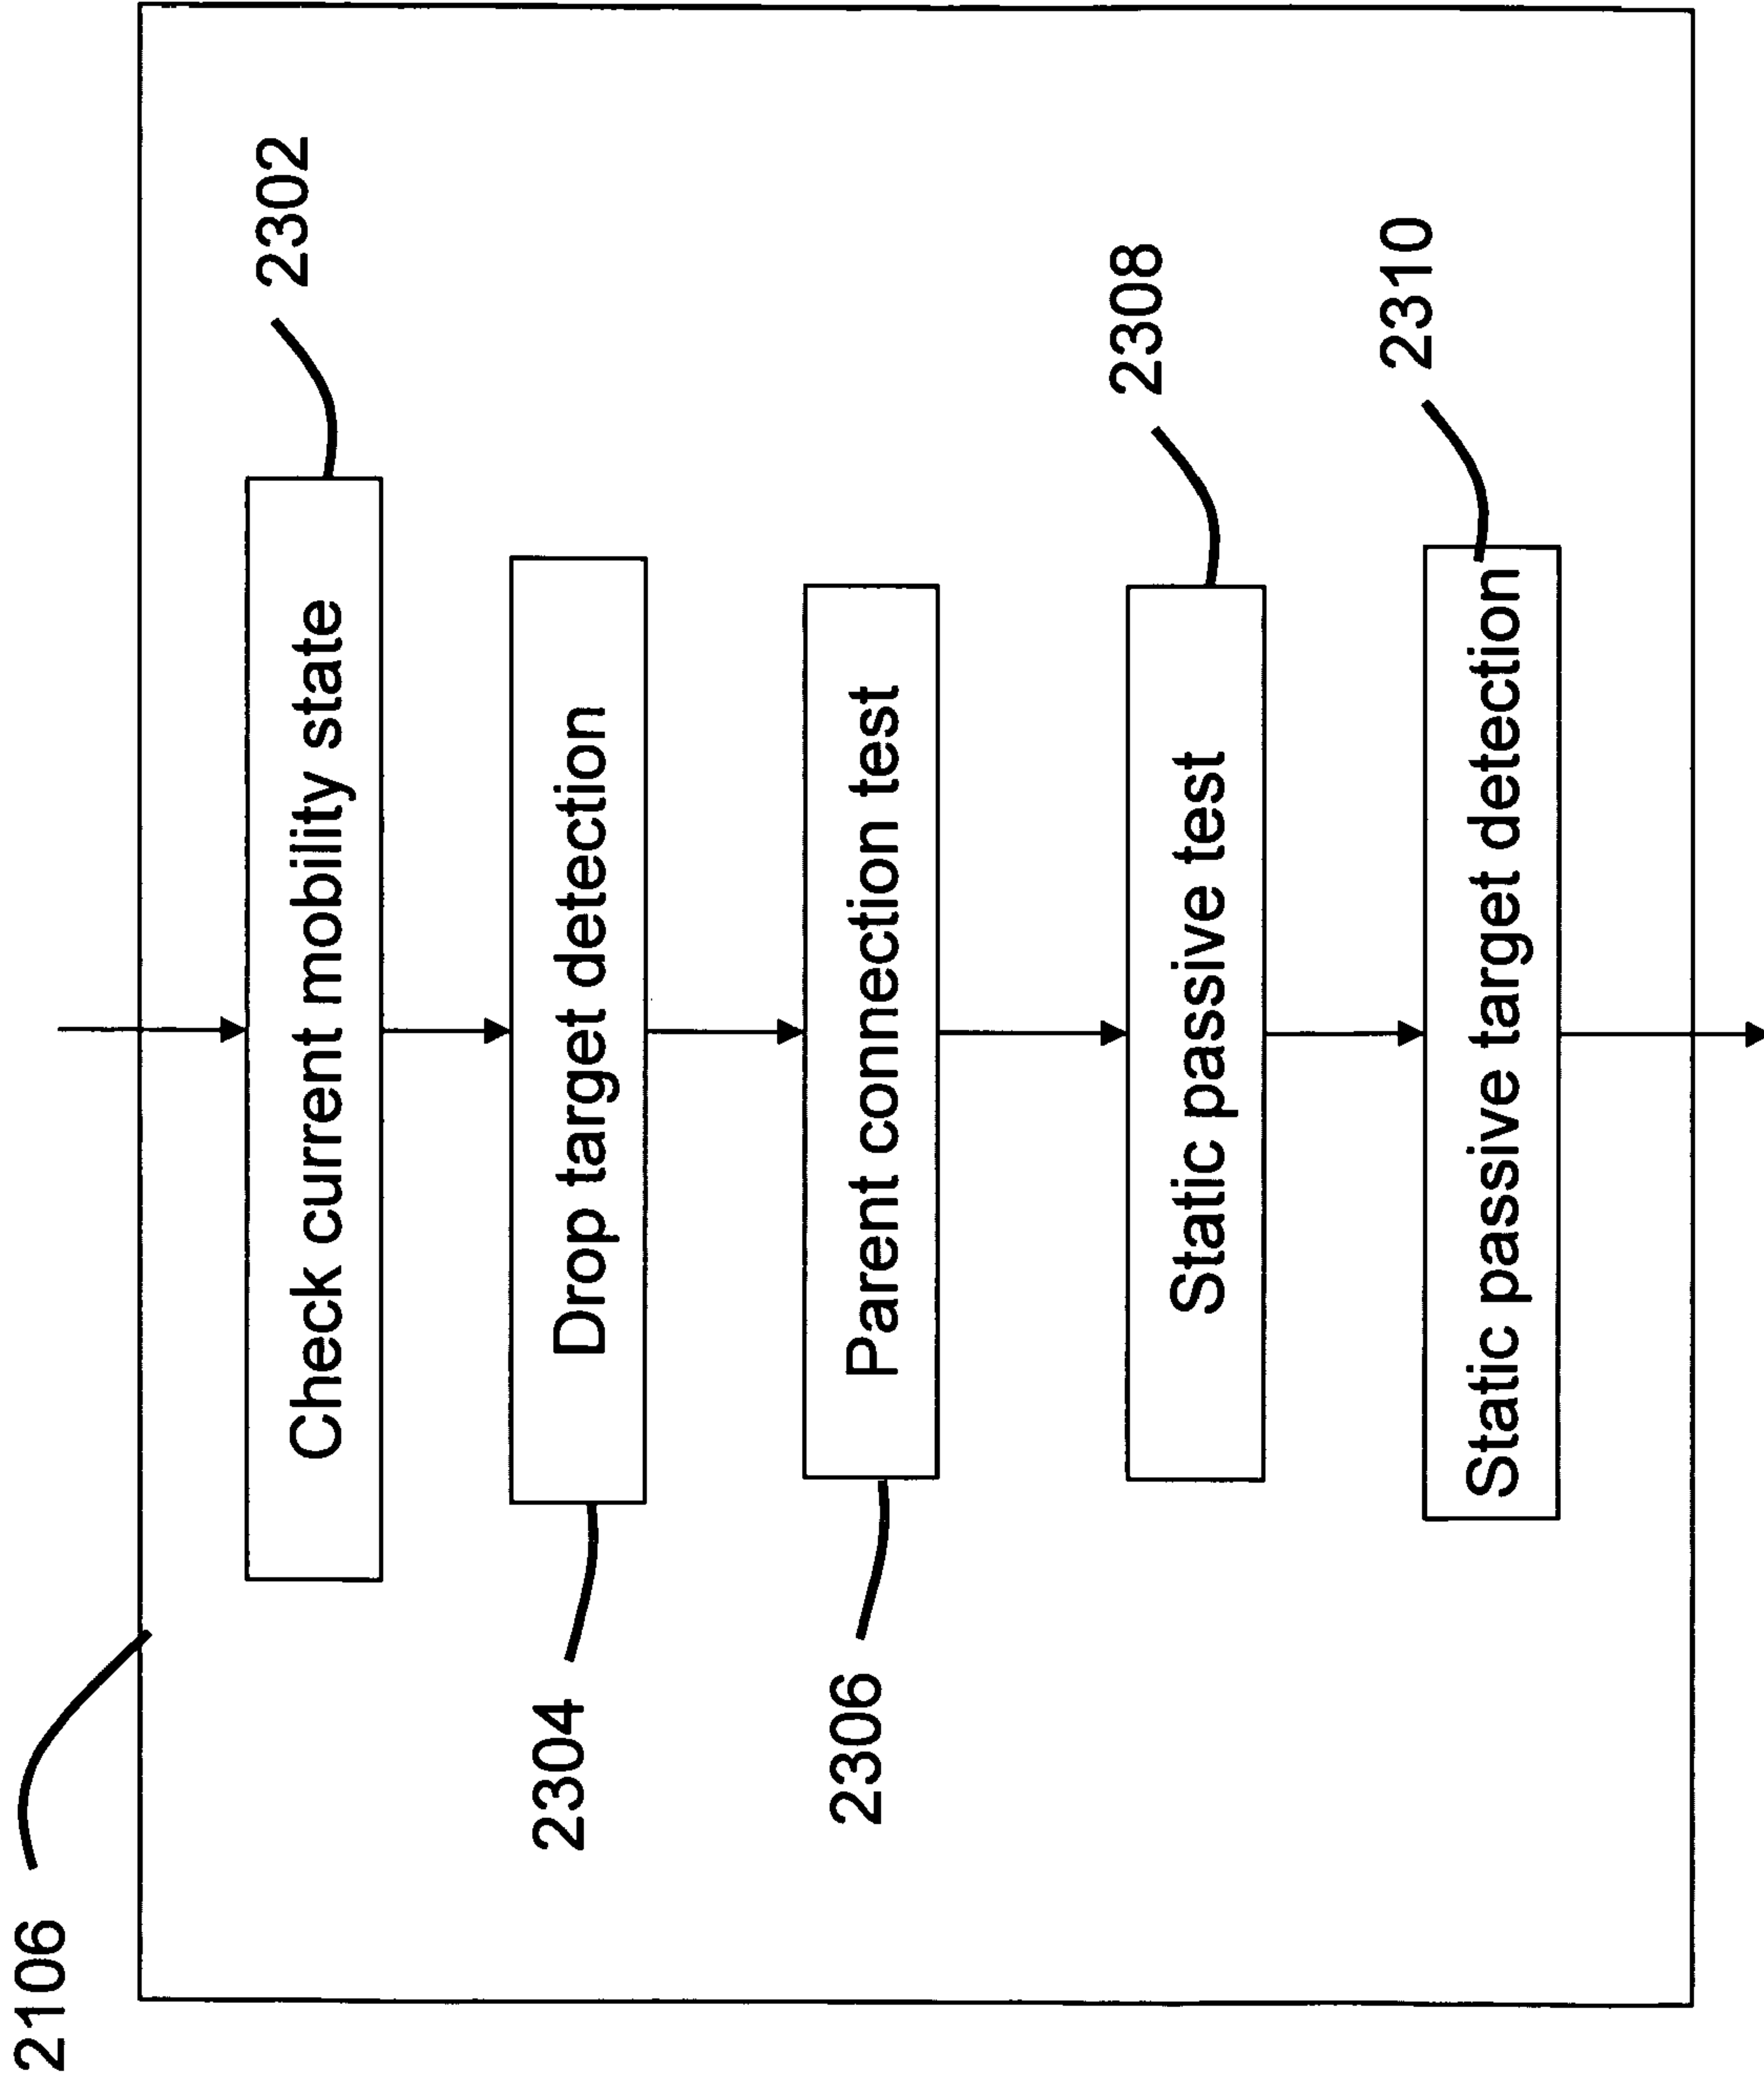 2106
Check current mobility state
2302
Drop target detection
2304
Parent connection test
2306
Static passive test
2308
Static passive target detection
2310